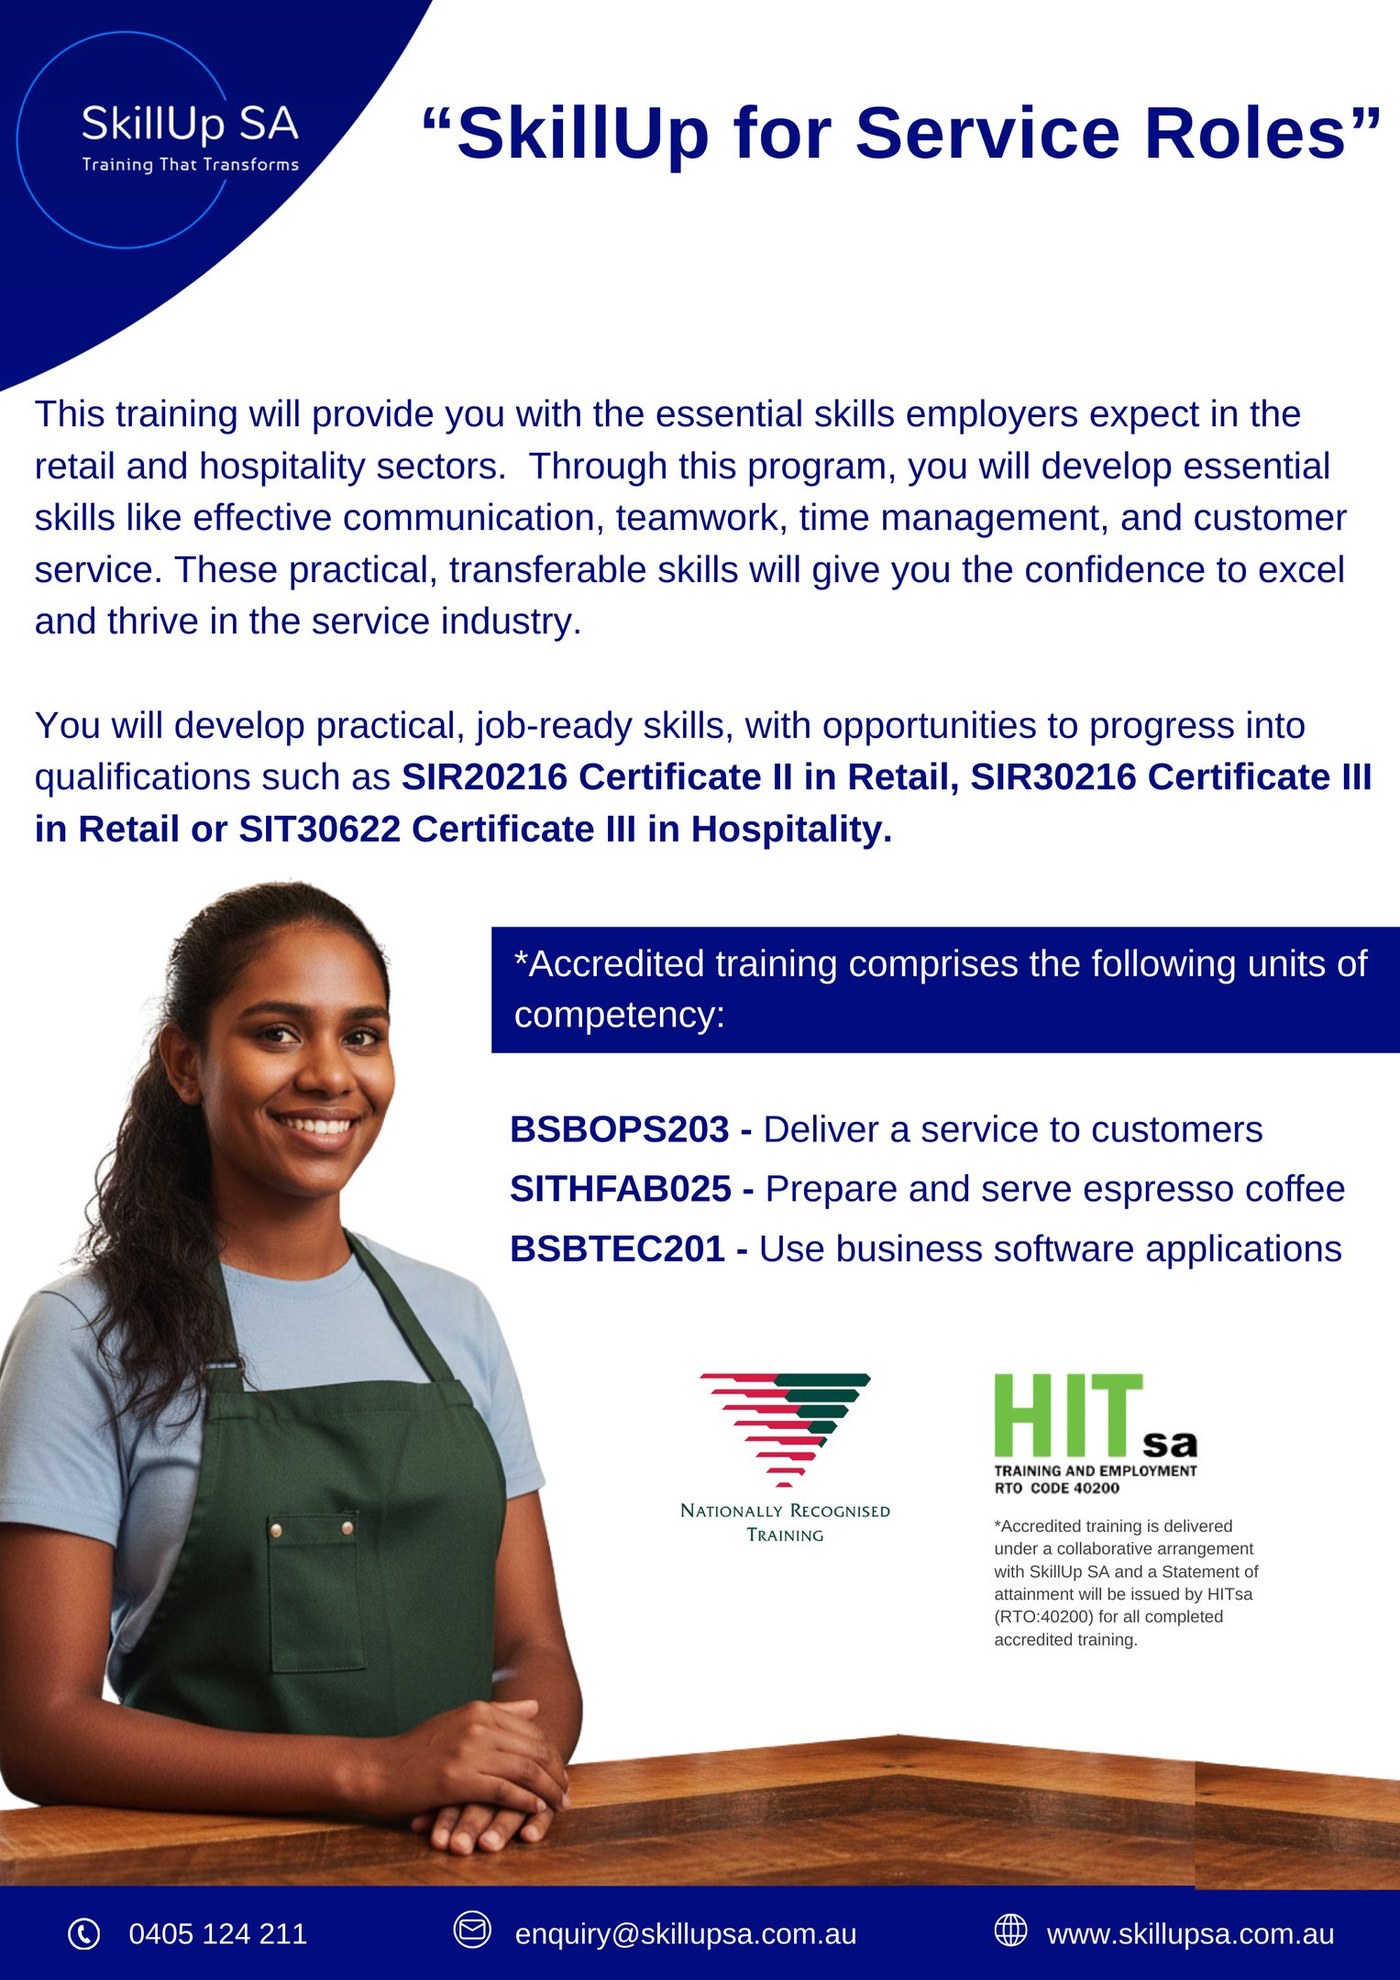 SkillUp SA
Training That Transforms
“SkillUp for Service Roles”
This training will provide you with the essential skills employers expect in the
retail and hospitality sectors.  Through this program, you will develop essential
skills like effective communication, teamwork, time management, and customer
service. These practical, transferable skills will give you the confidence to excel
and thrive in the service industry.
You will develop practical, job-ready skills, with opportunities to progress into
qualifications such as SIR20216 Certificate II in Retail, SIR30216 Certificate III
in Retail or SIT30622 Certificate III in Hospitality.
*Accredited training comprises the following units of
competency:
BSBOPS203 - Deliver a service to customers
SITHFAB025 - Prepare and serve espresso coffee
BSBTEC201 - Use business software applications
NATIONALLY RECOGNISED
TRAINING
HIT sa
TRAINING AND EMPLOYMENT
RTO CODE 40200
*Accredited training is delivered
under a collaborative arrangement
with SkillUp SA and a Statement of
attainment will be issued by HITsa
(RTO:40200) for all completed
accredited training.
0405 124 211
enquiry@skillupsa.com.au
www.skillupsa.com.au